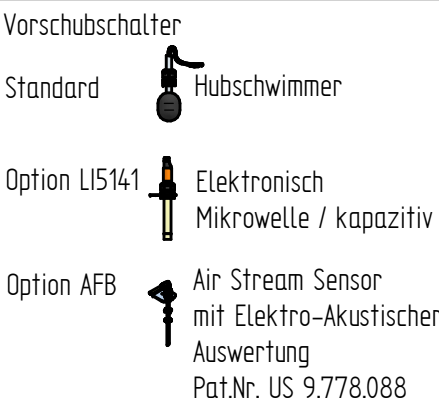 Vorschubschalter
Standard Hubschwimmer
Option LI5141 Elektronisch
Mikrowelle / kapazitiv
Option AFB Air Stream Sensor
mit Elektro-Akustischer
Auswertung
Pat.Nr. US 9.778.088